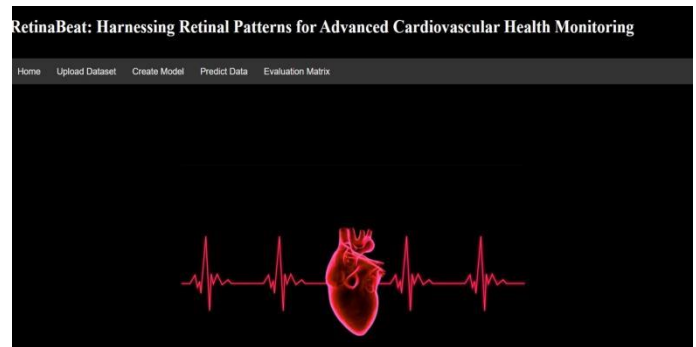 RetinaBeat: Harnessing Retinal Patterns for Advanced Cardiovascular Health Monitoring
Home Upload Dataset Create Model Predict Data Evaluation Matrix